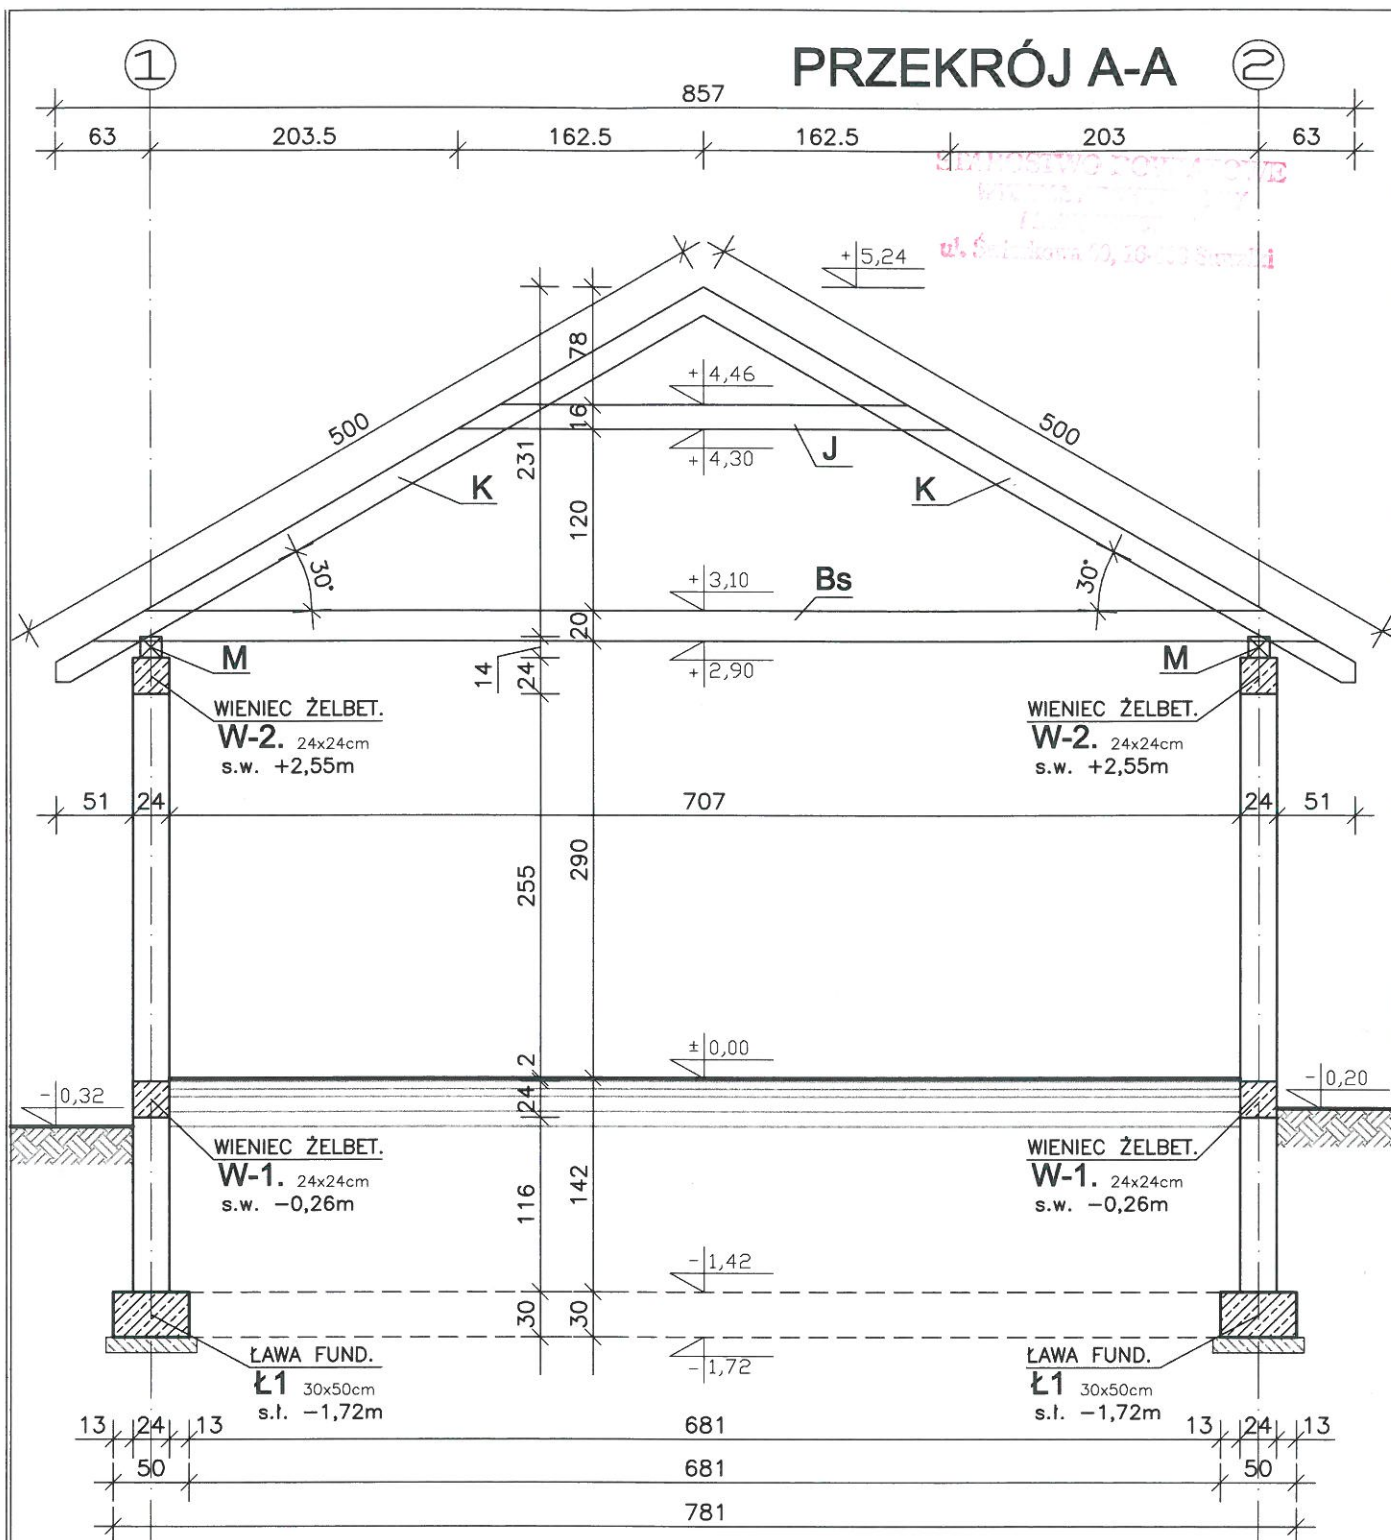 1
PRZEKRÓJ A-A
2
857
63 203.5 162.5 162.5 203 63
ul.
+5,24
78
+4,46
16
500
500
J
+4,30
231
K
K
120
30°
30°
+3,10
Bs
20
M
14
24
+2,90
M
WIENIEC ŻELBET.
W-2. 24x24cm
s.w. +2,55m
WIENIEC ŻELBET.
W-2. 24x24cm
s.w. +2,55m
51 24 707 24 51
255
290
2
±0,00
-0,32
24
-0,20
WIENIEC ŻELBET.
W-1. 24x24cm
s.w. -0,26m
WIENIEC ŻELBET.
W-1. 24x24cm
s.w. -0,26m
116
142
-1,42
30
30
-1,72
ŁAWA FUND.
Ł1 30x50cm
s.ł. -1,72m
ŁAWA FUND.
Ł1 30x50cm
s.ł. -1,72m
13 24 13 681 13 24 13
50 681 50
781